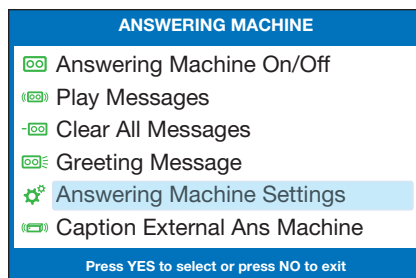 ANSWERING MACHINE
Answering Machine On/Off
Play Messages
Clear All Messages
Greeting Message
Answering Machine Settings
Caption External Ans Machine
Press YES to select or press NO to exit